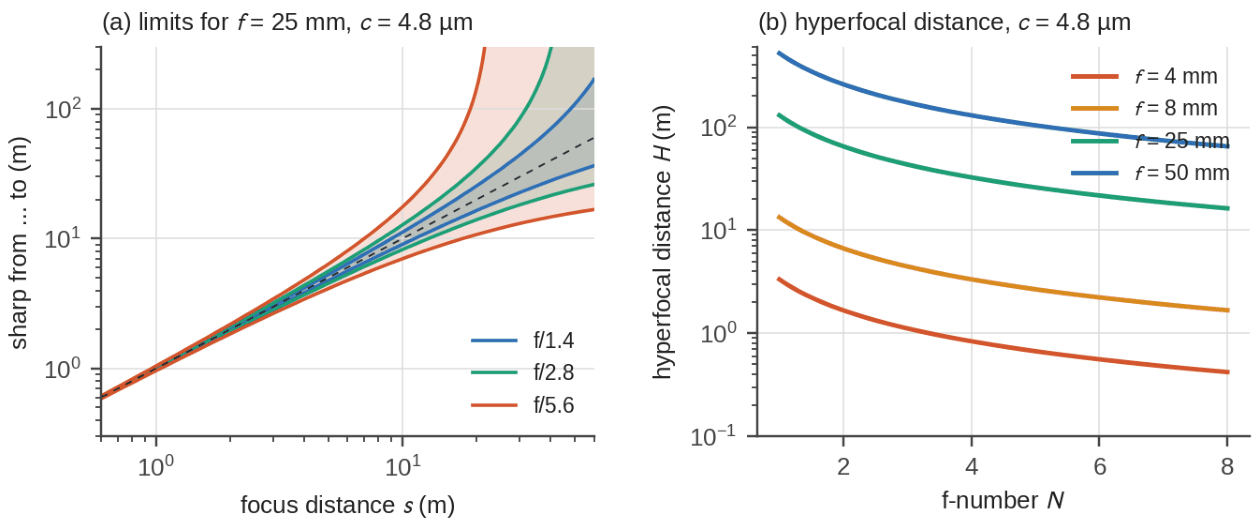 (a) limits for f = 25 mm, c = 4.8 µm
sharp from ... to (m)
10²
10¹
10⁰
f/1.4
f/2.8
f/5.6
10⁰
10¹
focus distance s (m)
(b) hyperfocal distance, c = 4.8 µm
hyperfocal distance H (m)
10²
10¹
10⁰
10⁻¹
f = 4 mm
f = 8 mm
f = 25 mm
f = 50 mm
2
4
6
8
f-number N